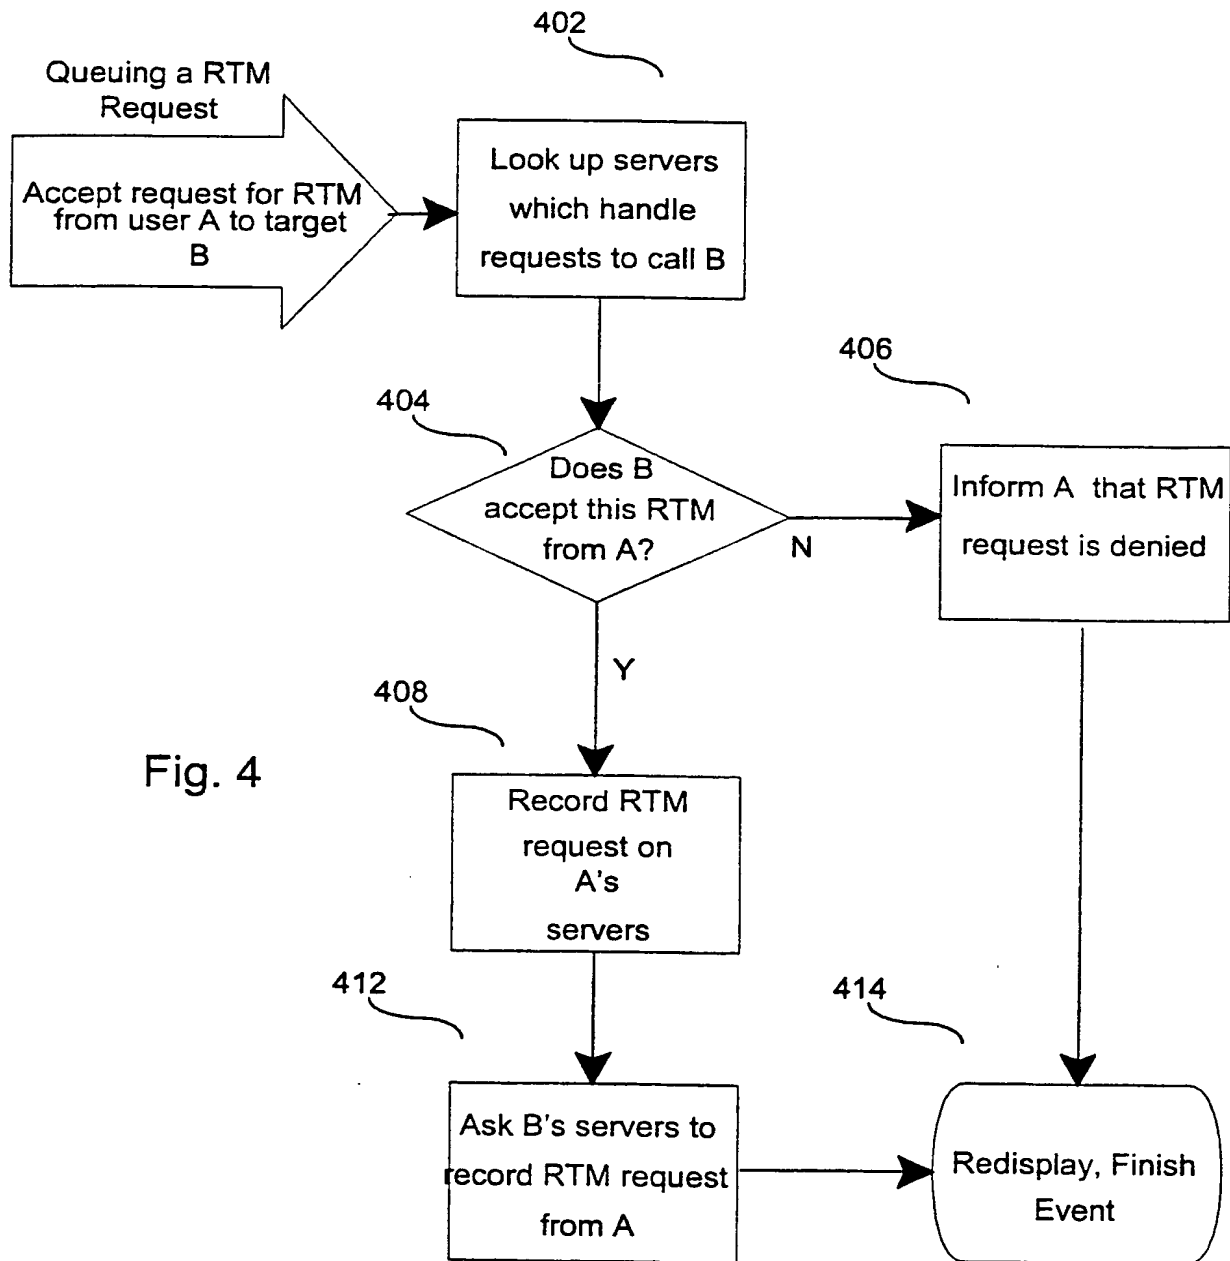 402
Queuing a RTM
Request
Accept request for RTM
from user A to target
B
Look up servers
which handle
requests to call B
406
404
Does B
accept this RTM
from A?
N
Inform A that RTM
request is denied
Y
408
Fig. 4
Record RTM
request on
A's
servers
412
414
Ask B's servers to
record RTM request
from A
Redisplay, Finish
Event